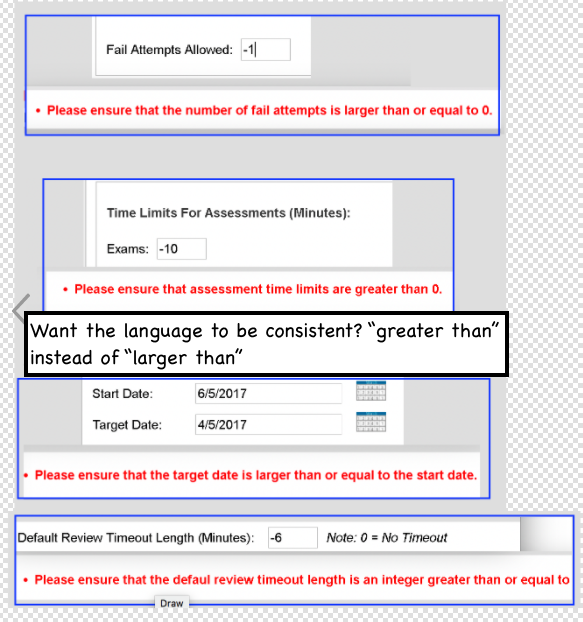 Fail Attempts Allowed: -1
• Please ensure that the number of fail attempts is larger than or equal to 0.
Time Limits For Assessments (Minutes):
Exams: -10
• Please ensure that assessment time limits are greater than 0.
Want the language to be consistent? “greater than”
instead of “larger than”
Start Date: 6/5/2017
Target Date: 4/5/2017
• Please ensure that the target date is larger than or equal to the start date.
Default Review Timeout Length (Minutes): -6 Note: 0 = No Timeout
• Please ensure that the defaul review timeout length is an integer greater than or equal to
Draw